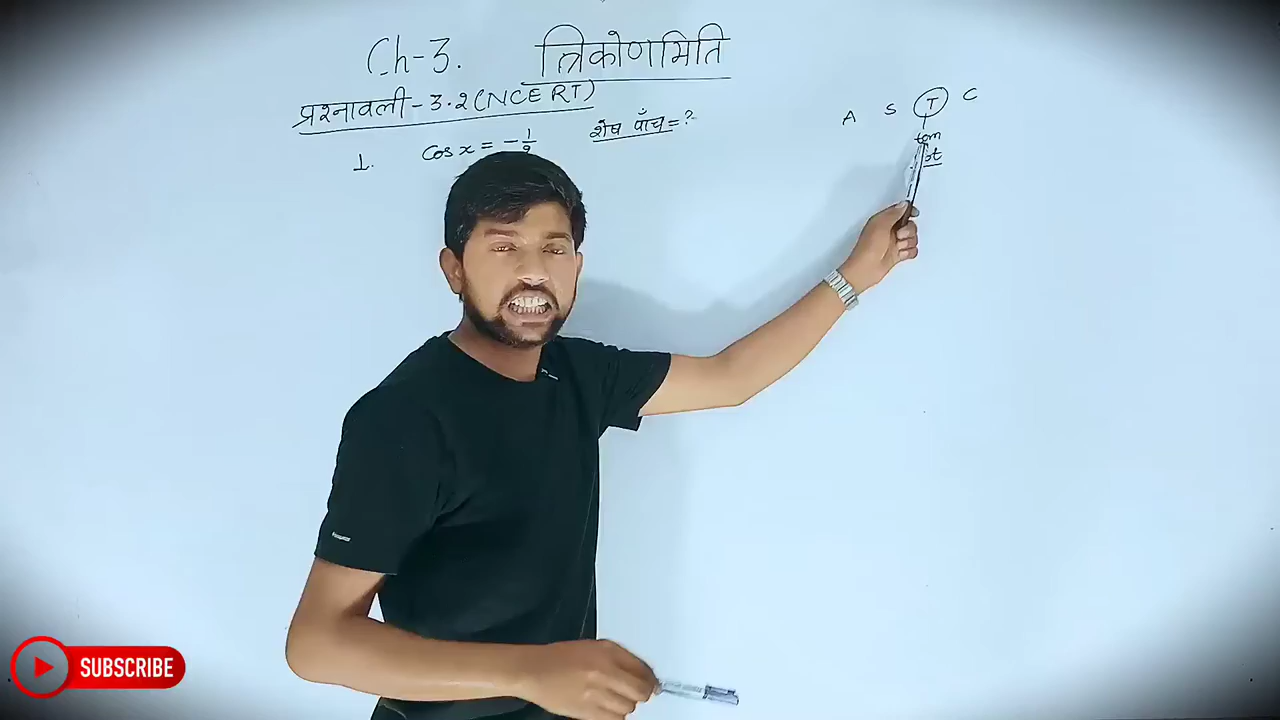 Ch-3. त्रिकोणमिति
प्रश्नावली-3.2 (NCERT)
1. cos x = -1/2 शेष पाँच = ?
A S T C
tan
cot
SUBSCRIBE